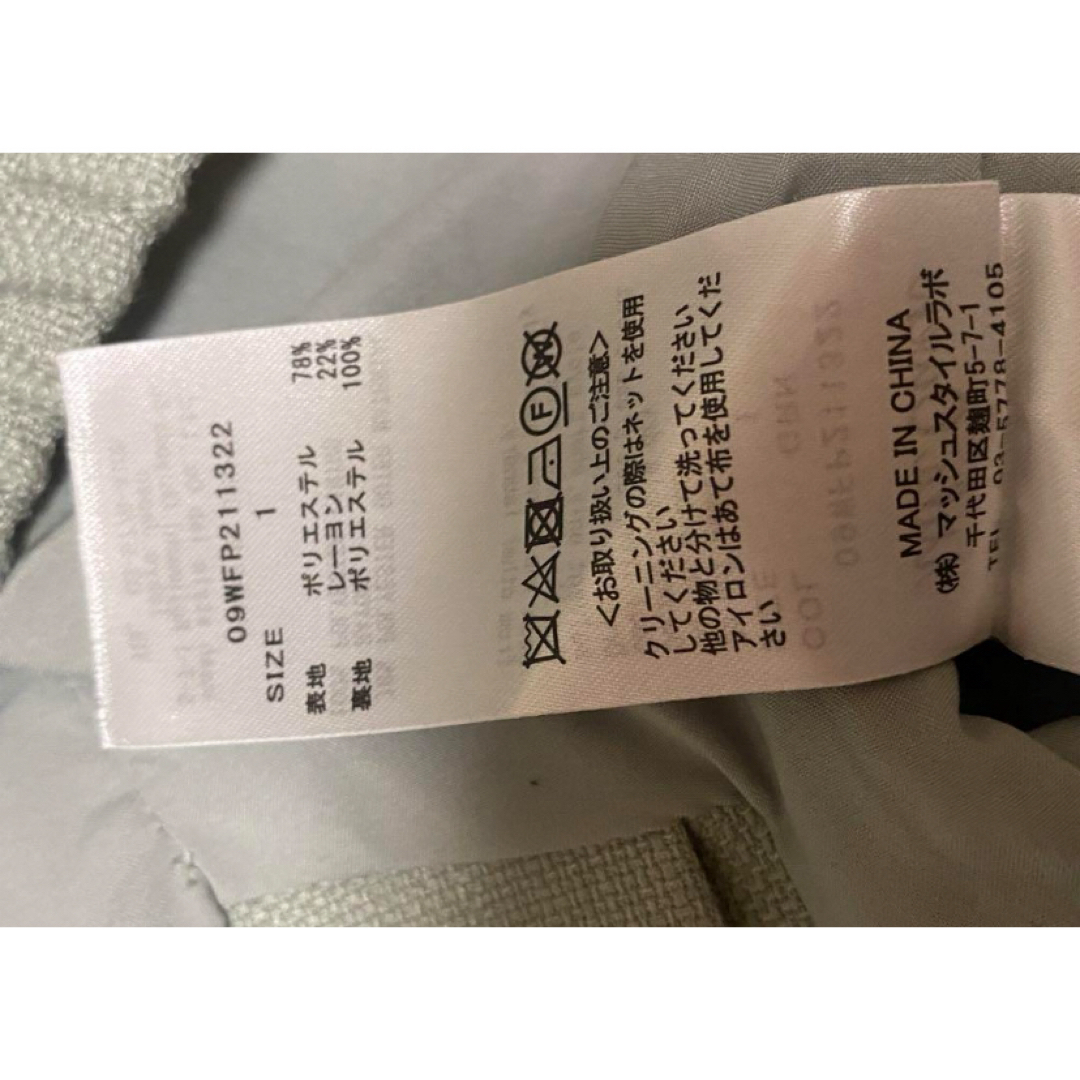 09WFP211322
SIZE 1
表地 ポリエステル 78%
レーヨン 22%
裏地 ポリエステル 100%
F W
<お取り扱い上のご注意>
クリーニングの際はネットを使用
してください
他の物と分けて洗ってください
アイロンはあて布を使用してくだ
さい
MADE IN CHINA
(株) マッシュスタイルラボ
千代田区麹町5-7-1
TEL 03-5778-4105